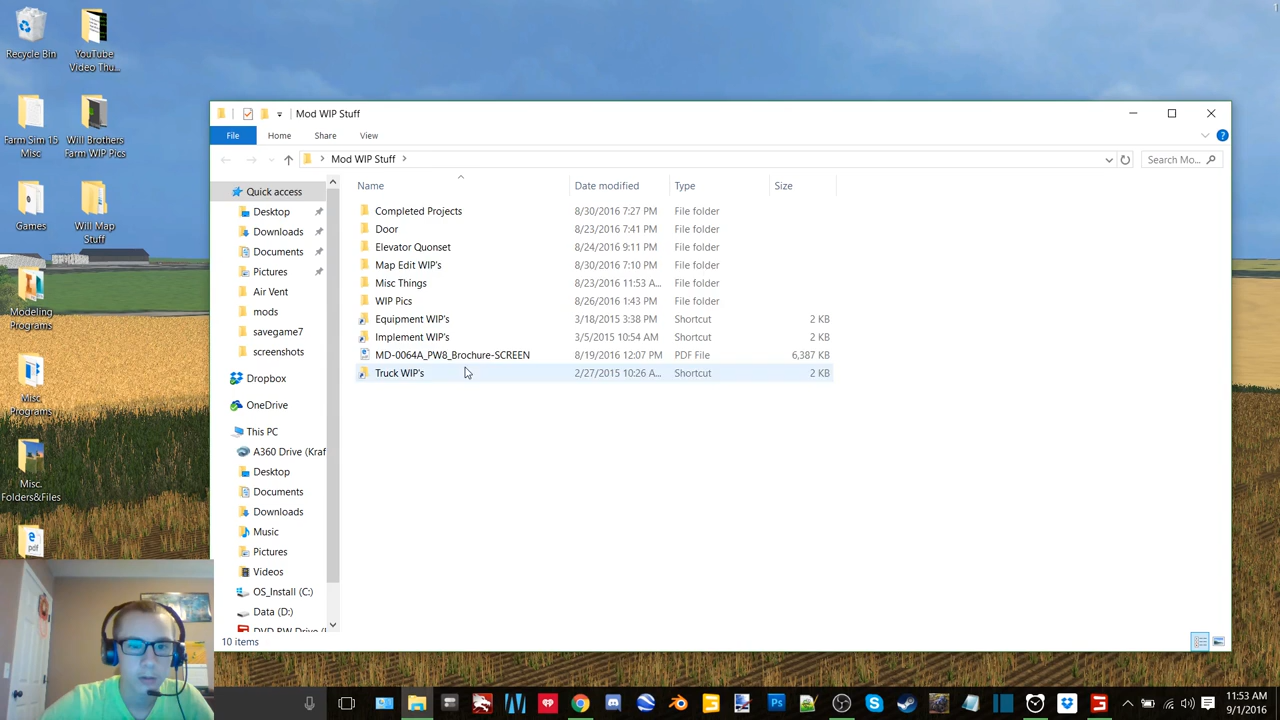 1
Recycle Bin
YouTube Video Thu...
Farm Sim 15 Misc
Will Brothers Farm WIP Pics
Games
Will Map Stuff
Modeling Programs
Misc. Programs
Misc. Folders&Files
pdf
Mod WIP Stuff
File Home Share View
Mod WIP Stuff
Search Mo...
Name Date modified Type Size
Quick access
Desktop
Downloads
Documents
Pictures
Air Vent
mods
savegame7
screenshots
Dropbox
OneDrive
This PC
A360 Drive (Kraf
Desktop
Documents
Downloads
Music
Pictures
Videos
OS_Install (C:)
Data (D:)
Completed Projects 8/30/2016 7:27 PM File folder
Door 8/23/2016 7:41 PM File folder
Elevator Quonset 8/24/2016 9:11 PM File folder
Map Edit WIP's 8/30/2016 7:10 PM File folder
Misc Things 8/23/2016 11:53 A... File folder
WIP Pics 8/26/2016 1:43 PM File folder
Equipment WIP's 3/18/2015 3:38 PM Shortcut 2 KB
Implement WIP's 3/5/2015 10:54 AM Shortcut 2 KB
MD-0064A_PW8_Brochure-SCREEN 8/19/2016 12:07 PM PDF File 6,387 KB
Truck WIP's 2/27/2015 10:26 A... Shortcut 2 KB
10 items
11:53 AM
9/1/2016